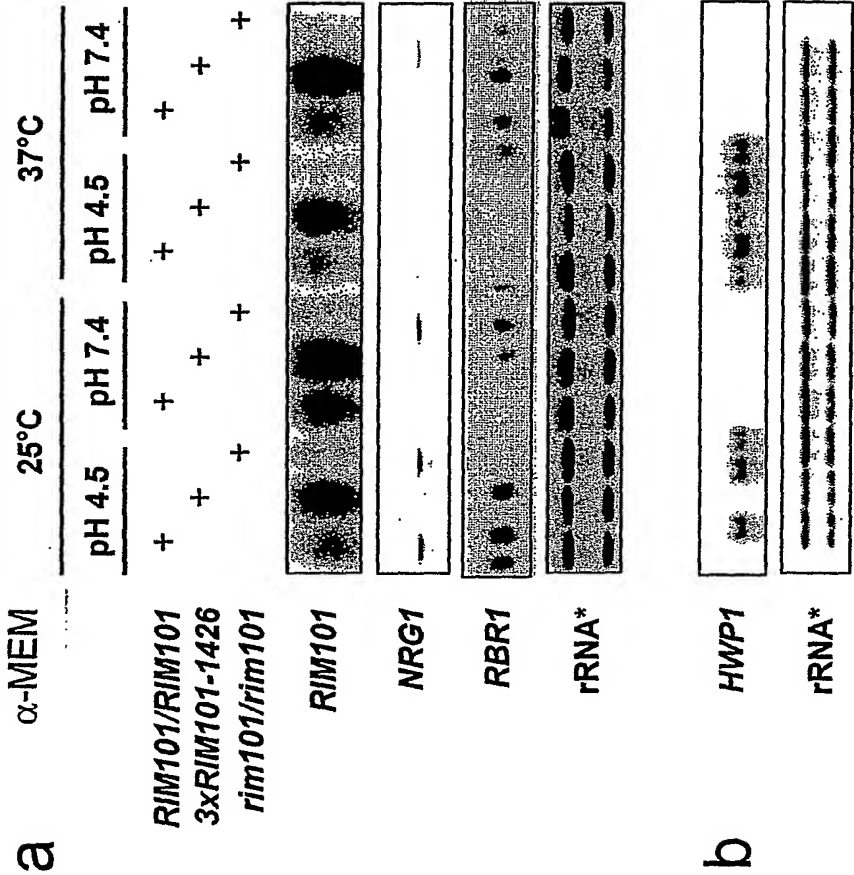 a
α-MEM
25°C 37°C
pH 4.5 pH 7.4 pH 4.5 pH 7.4
RIM101/RIM101 + + + +
3xRIM101-1426 + + + +
rim101/rim101 + + + +
RIM101
NRG1
RBR1
rRNA*
b
HWP1
rRNA*